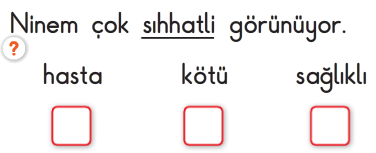 Ninem çok sıhhatli görünüyor.
?
hasta kötü sağlıklı